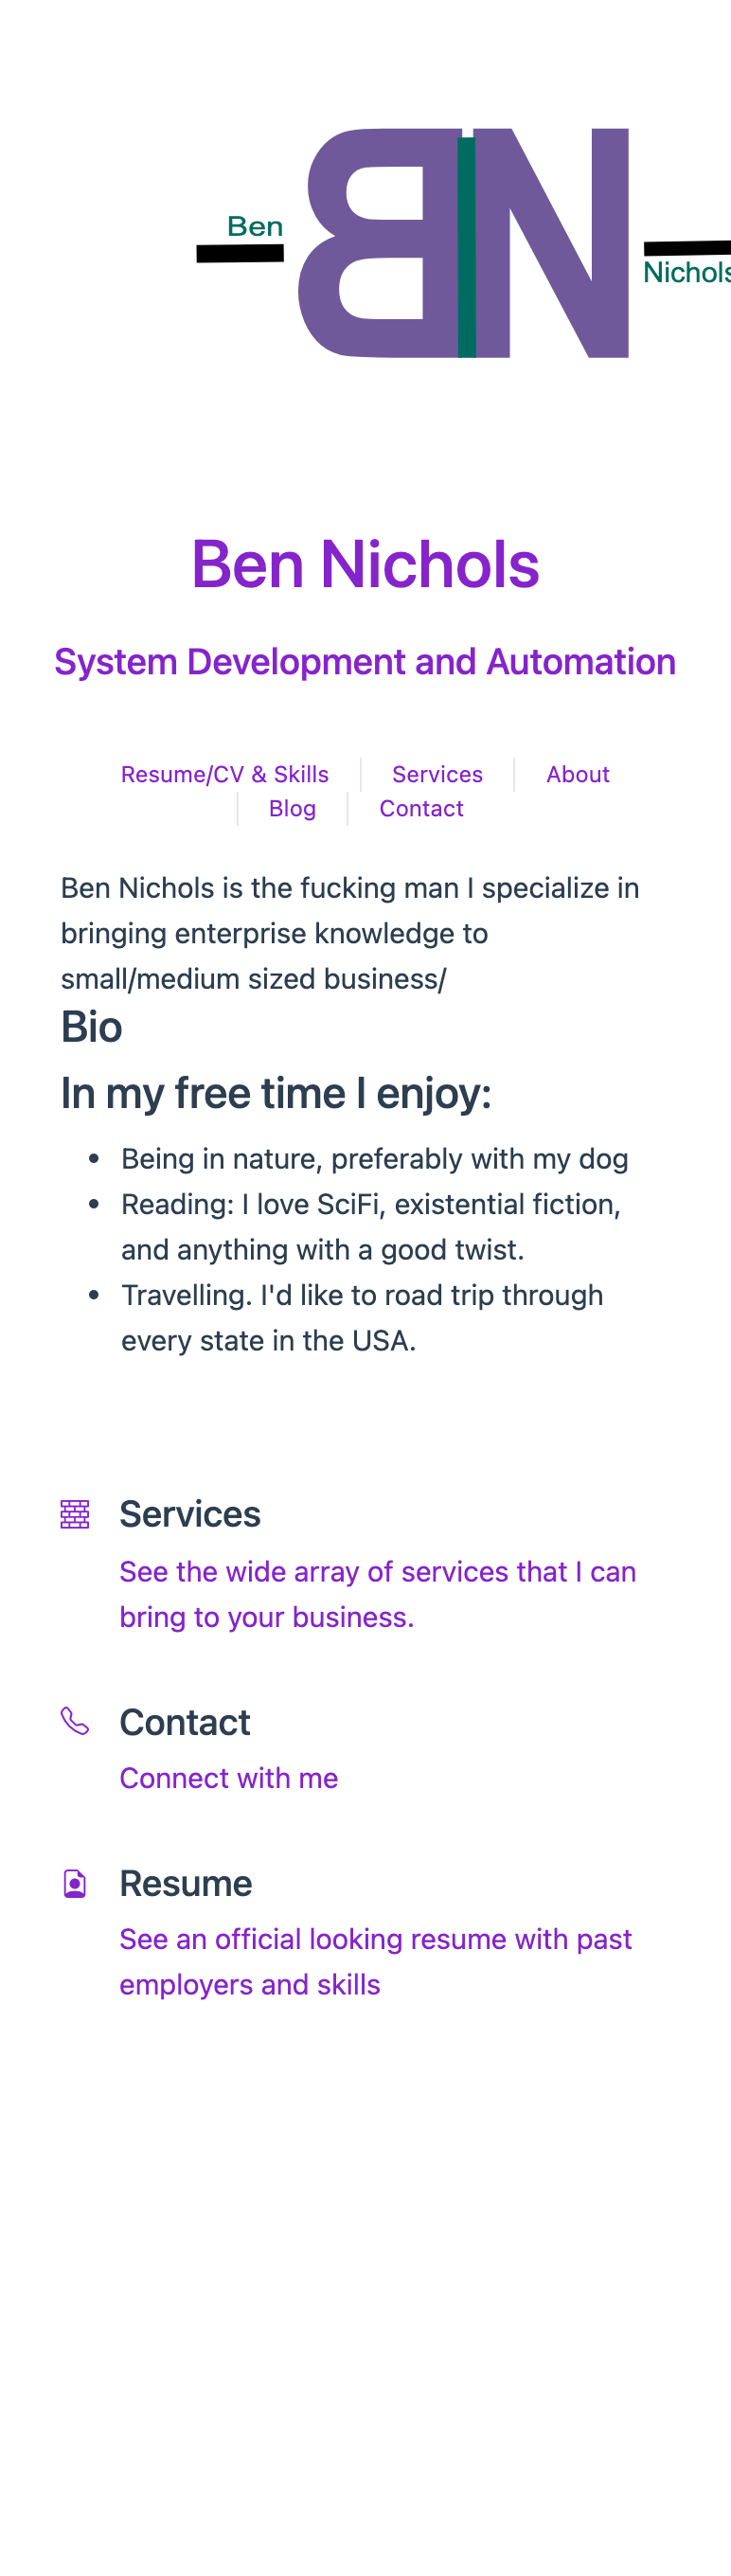 Ben
BN
Nichols
Ben Nichols
System Development and Automation
Resume/CV & Skills Services About
Blog Contact
Ben Nichols is the fucking man I specialize in
bringing enterprise knowledge to
small/medium sized business/
Bio
In my free time I enjoy:
Being in nature, preferably with my dog
Reading: I love SciFi, existential fiction,
and anything with a good twist.
Travelling. I'd like to road trip through
every state in the USA.
Services
See the wide array of services that I can
bring to your business.
Contact
Connect with me
Resume
See an official looking resume with past
employers and skills